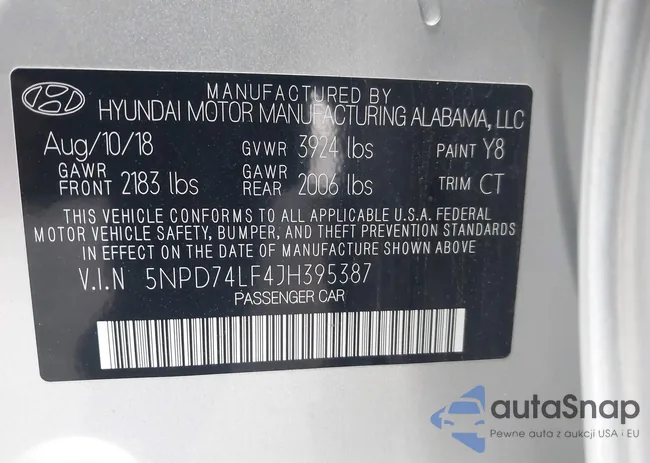 MANUFACTURED BY
HYUNDAI MOTOR MANUFACTURING ALABAMA, LLC
Aug/10/18 GVWR 3924 lbs PAINT Y8
GAWR FRONT 2183 lbs GAWR REAR 2006 lbs TRIM CT
THIS VEHICLE CONFORMS TO ALL APPLICABLE U.S.A. FEDERAL
MOTOR VEHICLE SAFETY, BUMPER, AND THEFT PREVENTION STANDARDS
IN EFFECT ON THE DATE OF MANUFACTURE SHOWN ABOVE.
V.I.N 5NPD74LF4JH395387
PASSENGER CAR
autaSnap
Pewne auta z aukcji USA i EU